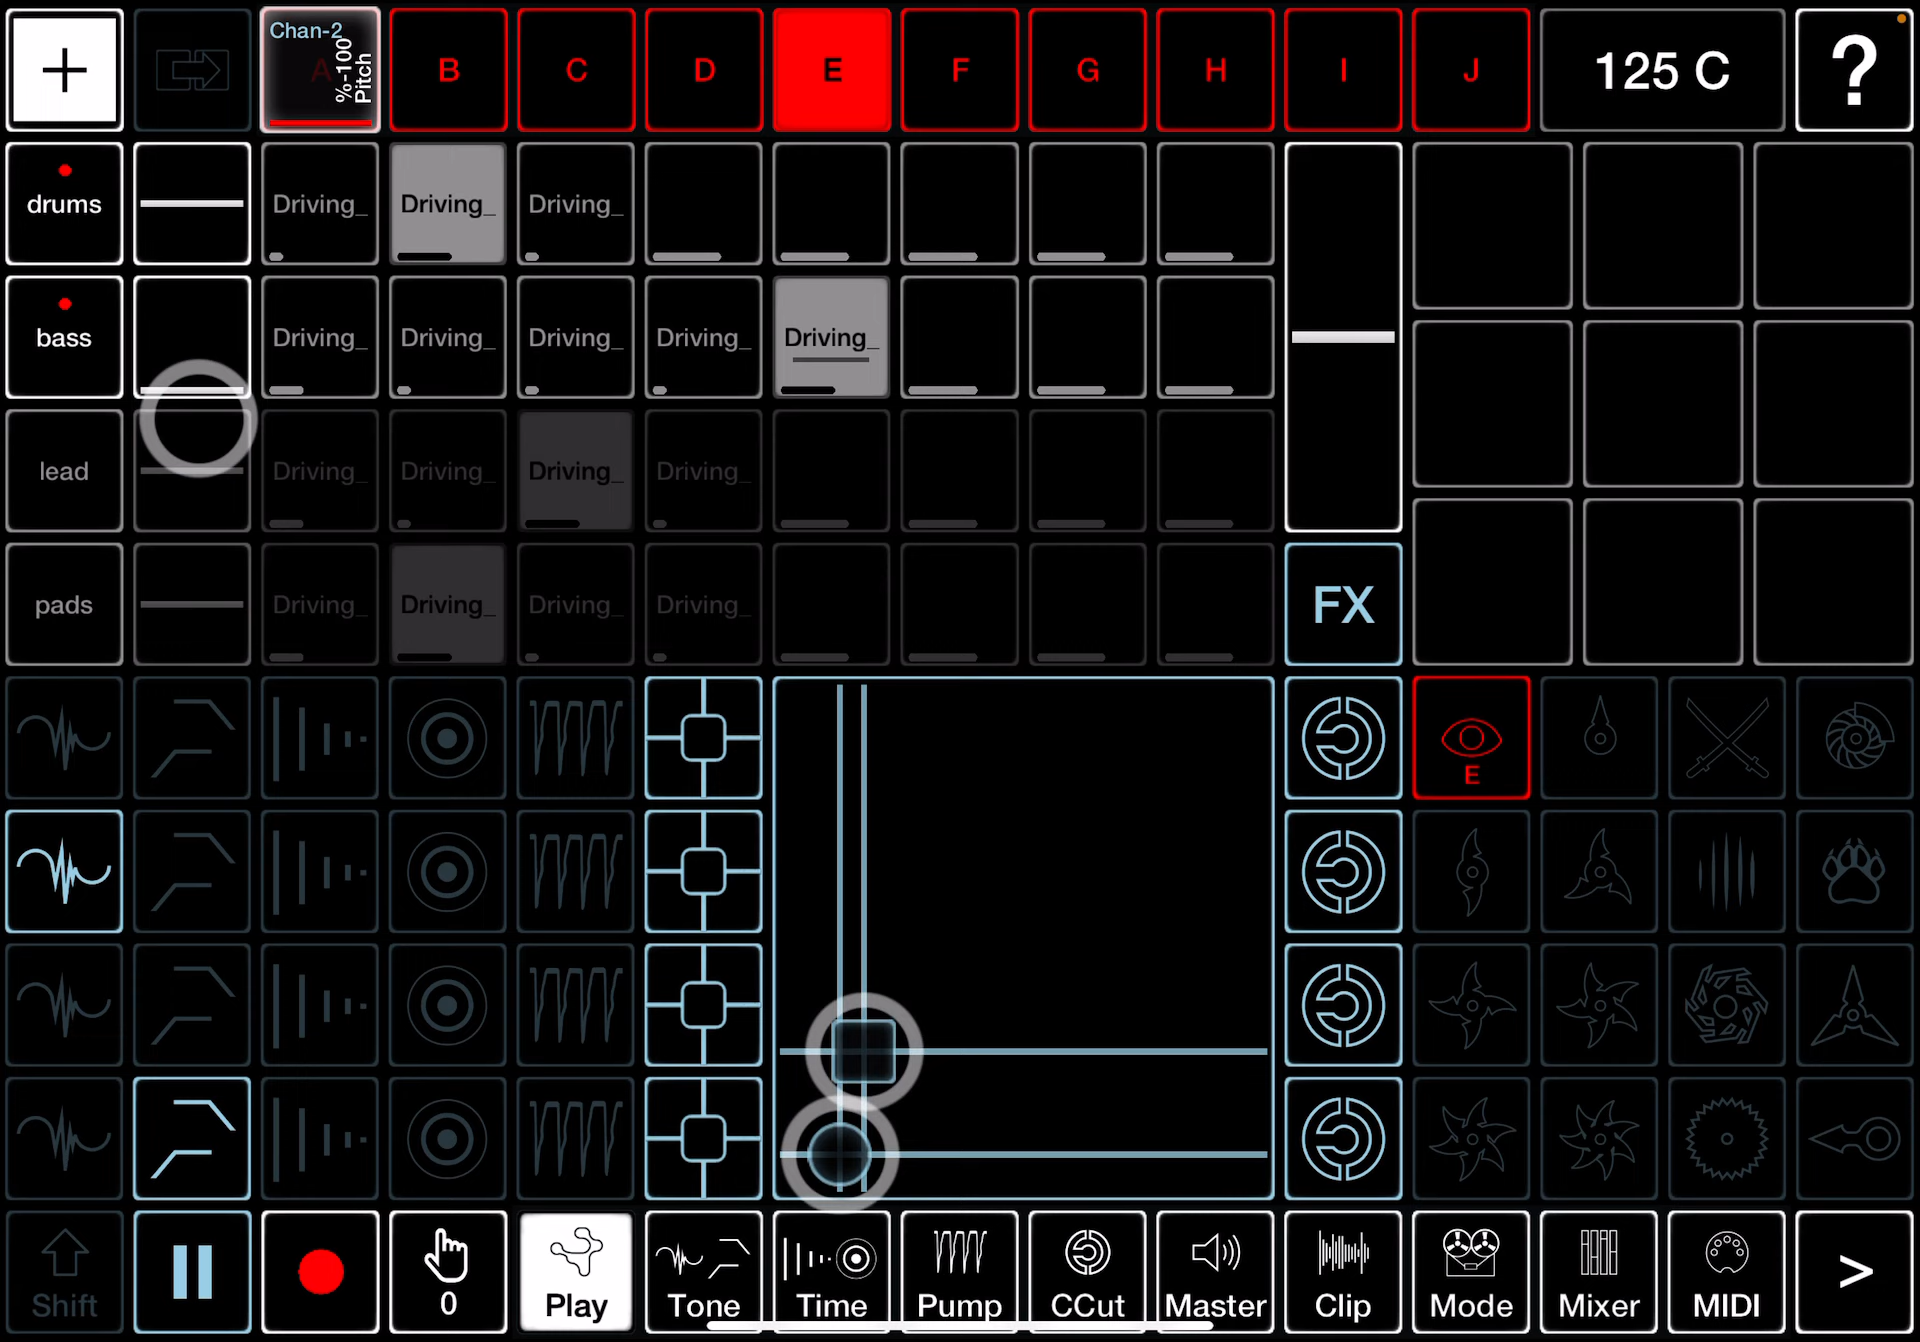 +
Chan-2
A
%-100
Pitch
B
C
D
E
F
G
H
I
J
125 C
?
drums
Driving_
Driving_
Driving_
bass
Driving_
Driving_
Driving_
Driving_
Driving_
lead
Driving_
Driving_
Driving_
Driving_
pads
Driving_
Driving_
Driving_
Driving_
FX
E
Shift
0
Play
Tone
Time
Pump
CCut
Master
Clip
Mode
Mixer
MIDI
>